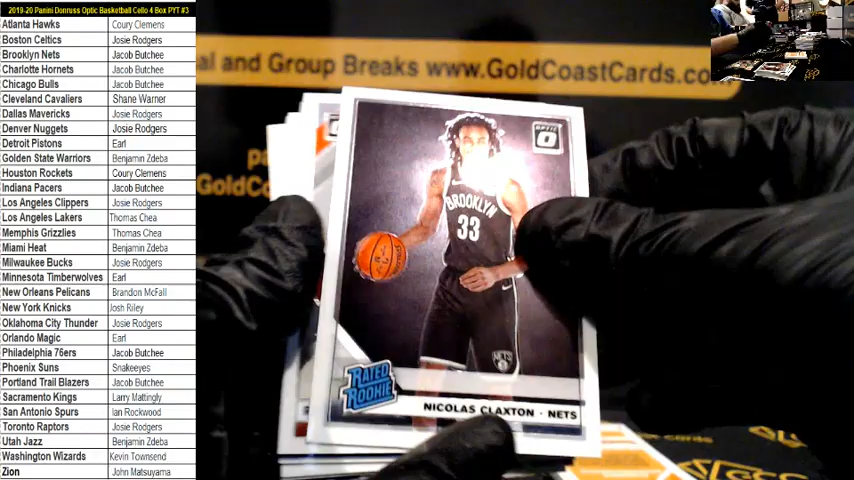 2019-20 Panini Donruss Optic Basketball Cello 4 Box PYT #3
Atlanta Hawks Coury Clemens
Boston Celtics Josie Rodgers
Brooklyn Nets Jacob Butchee
Charlotte Hornets Jacob Butchee
Chicago Bulls Jacob Butchee
Cleveland Cavaliers Shane Warner
Dallas Mavericks Josie Rodgers
Denver Nuggets Josie Rodgers
Detroit Pistons Earl
Golden State Warriors Benjamin Zdeba
Houston Rockets Coury Clemens
Indiana Pacers Jacob Butchee
Los Angeles Clippers Josie Rodgers
Los Angeles Lakers Thomas Chea
Memphis Grizzlies Thomas Chea
Miami Heat Benjamin Zdeba
Milwaukee Bucks Josie Rodgers
Minnesota Timberwolves Earl
New Orleans Pelicans Brandon McFall
New York Knicks Josh Riley
Oklahoma City Thunder Josie Rodgers
Orlando Magic Earl
Philadelphia 76ers Jacob Butchee
Phoenix Suns Snakeeyes
Portland Trail Blazers Jacob Butchee
Sacramento Kings Larry Mattingly
San Antonio Spurs Ian Rockwood
Toronto Raptors Josie Rodgers
Utah Jazz Benjamin Zdeba
Washington Wizards Kevin Townsend
Zion John Matsuyama
al and Group Breaks www.GoldCoastCards.com
pa
GoldC
OPTIC
BROOKLYN
33
NETS
RATED
ROOKIE
NICOLAS CLAXTON · NETS
cards